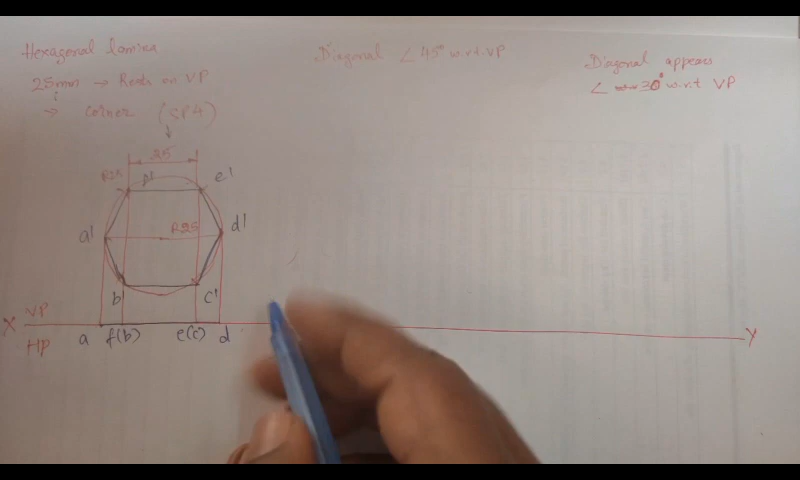 Hexagonal lamina
25mm → Rests on VP
→ Corner (SP4)
Diagonal ∠ 45° w.r.t. VP
Diagonal appears
∠ 30° w.r.t VP
25
R25
f' e'
a' R25 d'
b' c'
VP
X Y
HP
a f(b) e(c) d